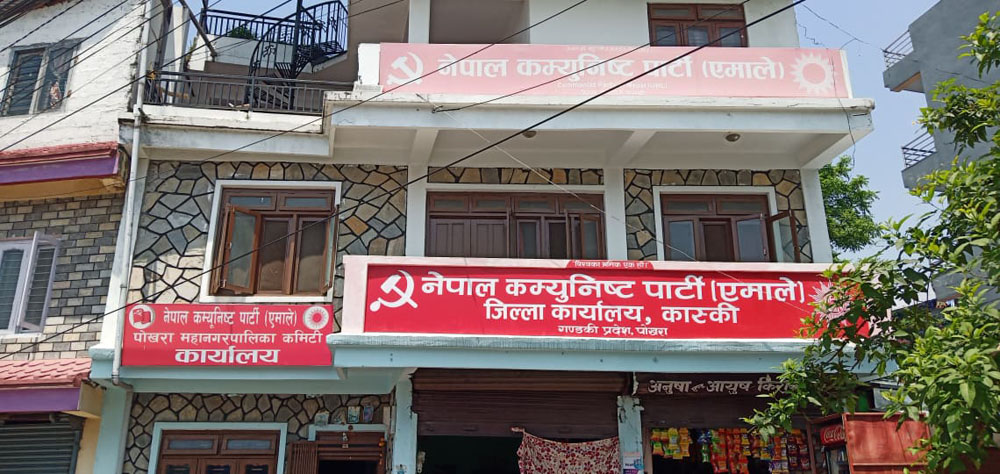 नेपाल कम्युनिष्ट पार्टी (एमाले)
नेपाल कम्युनिष्ट पार्टी (एमाले)
जिल्ला कार्यालय, कास्की
गण्डकी प्रदेश, पोखरा
नेपाल कम्यूनिष्ट पार्टी (एमाले)
पोखरा महानगरपालिका कमिटी
कार्यालय
अनुषा आयुष